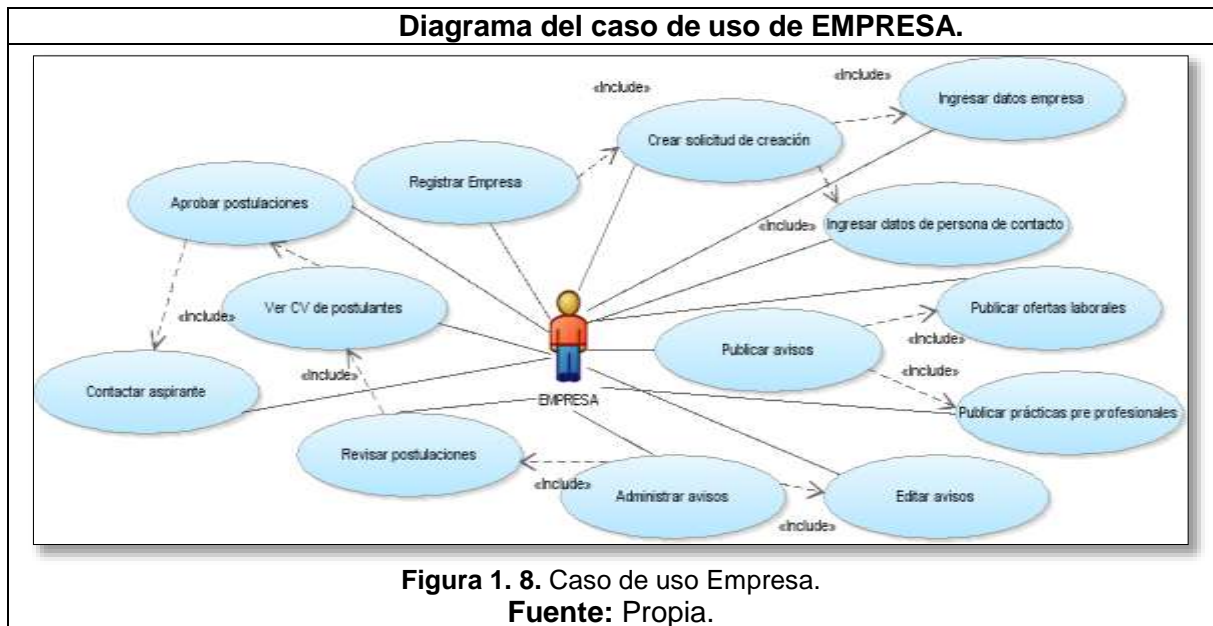 Diagrama del caso de uso de EMPRESA.
«Include»
«Include»
Ingresar datos empresa
Crear solicitud de creación
Registrar Empresa
Aprobar postulaciones
«Include»
Ingresar datos de persona de contacto
Ver CV de postulantes
«Include»
Publicar ofertas laborales
Publicar avisos
«Include»
«Include»
«Include»
Contactar aspirante
EMPRESA
Publicar prácticas pre profesionales
Revisar postulaciones
«Include»
Administrar avisos
Editar avisos
«Include»
Figura 1. 8. Caso de uso Empresa.
Fuente: Propia.